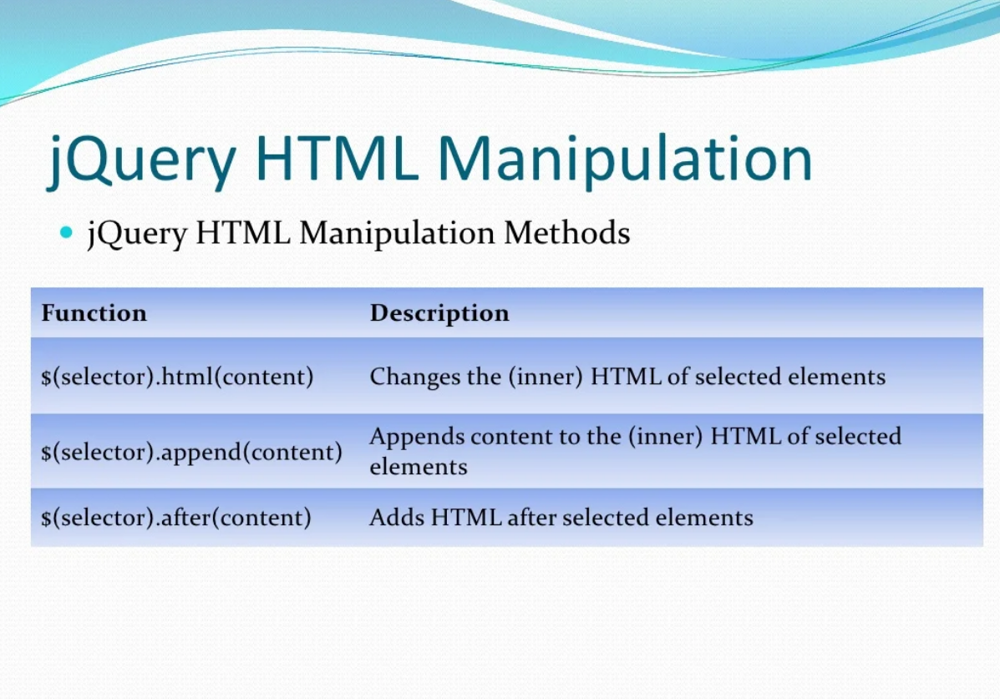 jQuery HTML Manipulation
• jQuery HTML Manipulation Methods
Function Description
$(selector).html(content) Changes the (inner) HTML of selected elements
$(selector).append(content) Appends content to the (inner) HTML of selected
elements
$(selector).after(content) Adds HTML after selected elements